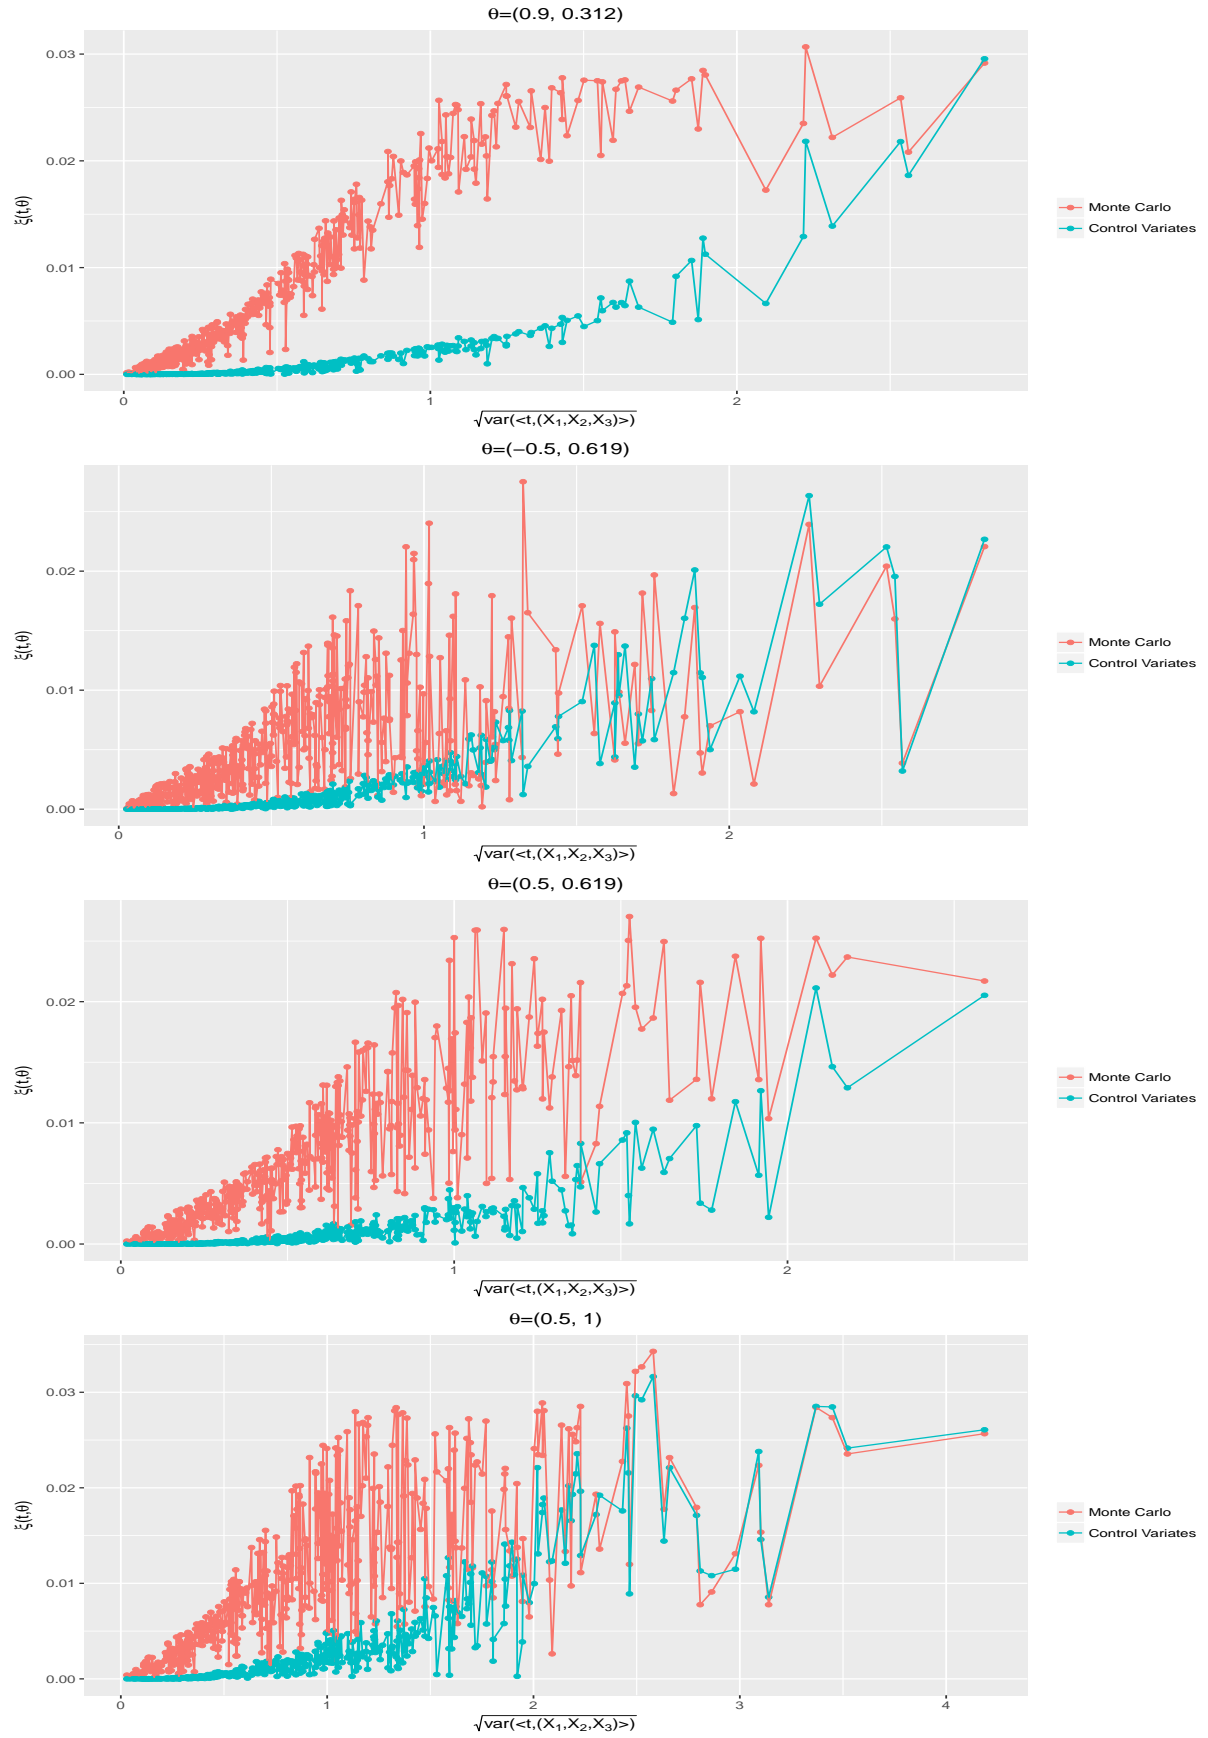 θ=(0.9, 0.312)
0.03
0.02
0.01
0.00
ξ(t,θ)
0 1 2
√var(<t,(X₁,X₂,X₃)>)
Monte Carlo
Control Variates
θ=(−0.5, 0.619)
0.02
0.01
0.00
ξ(t,θ)
0 1 2
√var(<t,(X₁,X₂,X₃)>)
Monte Carlo
Control Variates
θ=(0.5, 0.619)
0.02
0.01
0.00
ξ(t,θ)
0 1 2
√var(<t,(X₁,X₂,X₃)>)
Monte Carlo
Control Variates
θ=(0.5, 1)
0.03
0.02
0.01
0.00
ξ(t,θ)
0 1 2 3 4
√var(<t,(X₁,X₂,X₃)>)
Monte Carlo
Control Variates